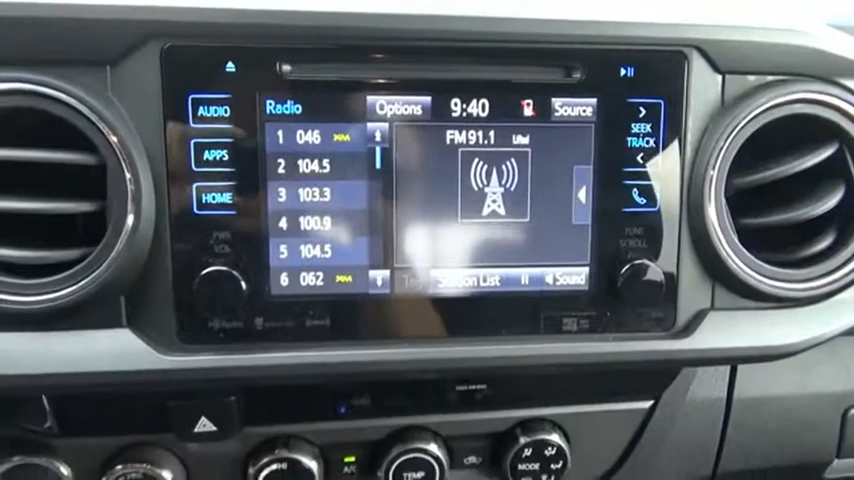 AUDIO
APPS
HOME
PWR
VOL
Radio
Options
9:40
Source
1 046
2 104.5
3 103.3
4 100.9
5 104.5
6 062
FM91.1
Station List
Sound
SEEK
TRACK
TUNE
SCROLL
HI
A/C
TEMP
MODE